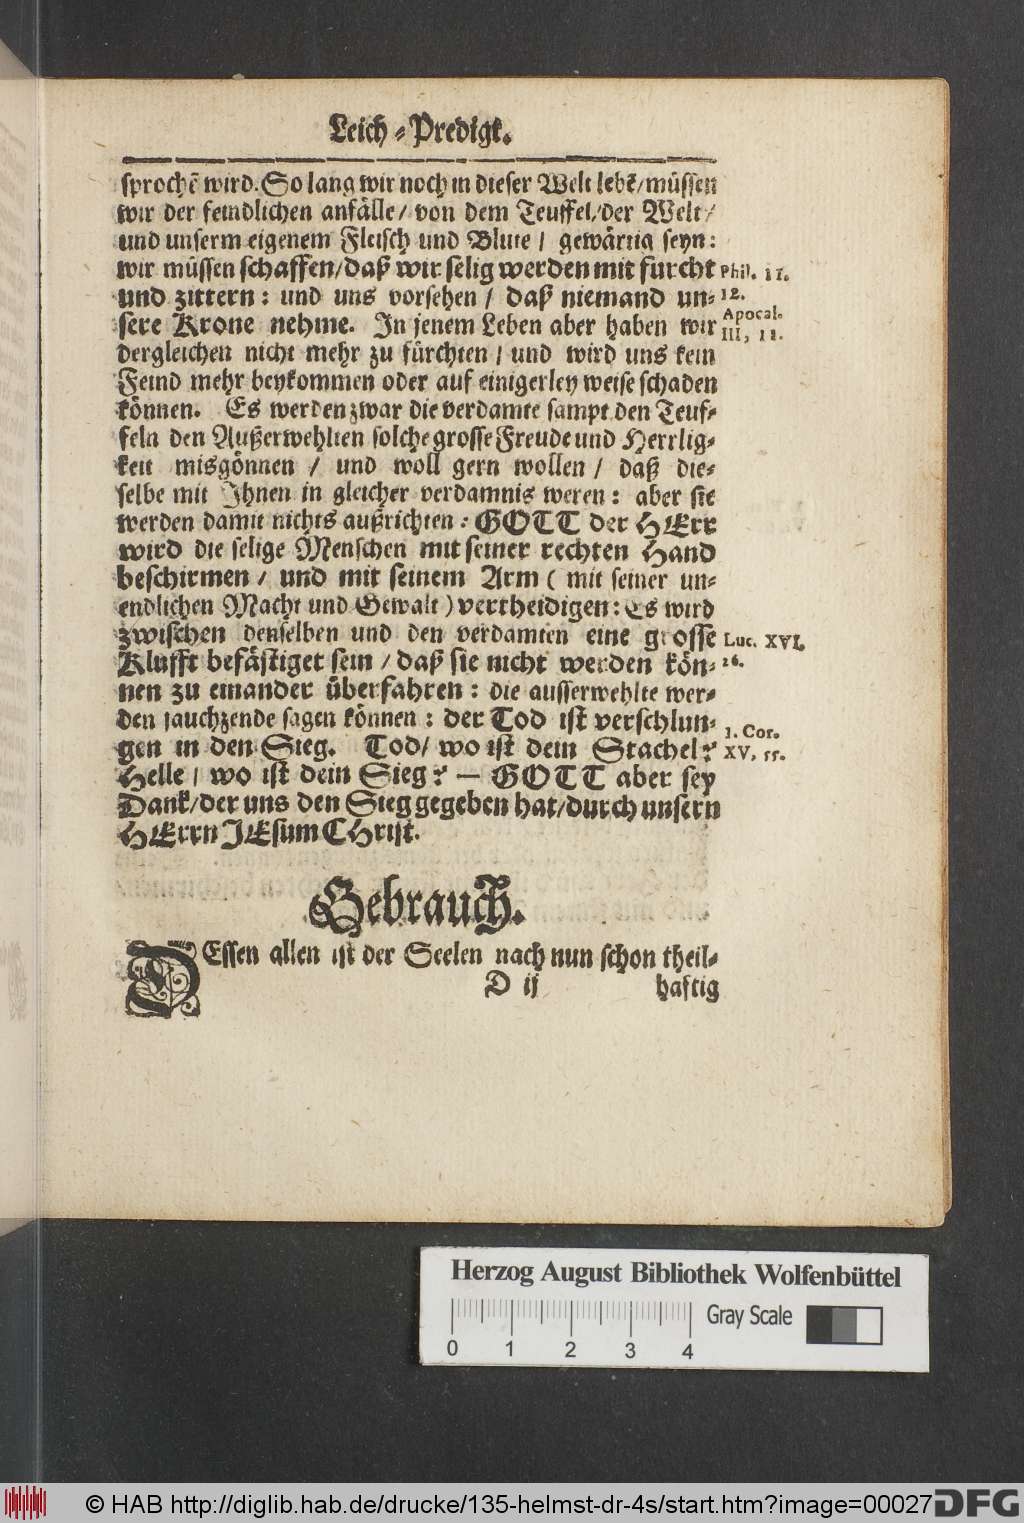 Leich-Predigt.
sprochē wird. So lang wir noch in dieser Welt lebē/müssen
wir der feindlichen anfälle/ von dem Teuffel/der Welt/
und unserm eigenem Fleisch und Blute/ gewärtig seyn:
wir müssen schaffen/daß wir selig werden mit furcht
und zittern: und uns vorsehen/ daß niemand un-
sere Krone nehme. In jenem Leben aber haben wir
dergleichen nicht mehr zu fürchten/ und wird uns kein
Feind mehr beykommen oder auf einigerley weise schaden
können. Es werden zwar die verdamte sampt den Teuf-
feln den Außerwehlten solche grosse Freude und Herrlig-
keit misgönnen / und woll gern wollen/ daß die-
selbe mit Ihnen in gleicher verdamnis weren: aber sie
werden damit nichts außrichten: GOTT der HErr
wird die selige Menschen mit seiner rechten Hand
beschirmen/ und mit seinem Arm (mit seiner un-
endlichen Macht und Gewalt) vertheidigen: Es wird
zwischen denselben und den verdamten eine grosse
Klufft befästiget sein/daß sie nicht werden kön-
nen zu einander überfahren: die ausserwehlte wer-
den jauchzende sagen können: der Tod ist verschlun-
gen in den Sieg. Tod/ wo ist dein Stachel?
Helle/ wo ist dein Sieg? — GOTT aber sey
Dank/der uns den Sieg gegeben hat/durch unsern
HErrn JEsum CHrist.
Phil. II.
12.
Apocal.
III, 11.
Luc. XVI.
26.
1. Cor.
XV, 55.
Gebrauch.
DEssen allen ist der Seelen nach nun schon theil-
D ij haftig
Herzog August Bibliothek Wolfenbüttel
Gray Scale
0 1 2 3 4
© HAB http://diglib.hab.de/drucke/135-helmst-dr-4s/start.htm?image=00027
DFG